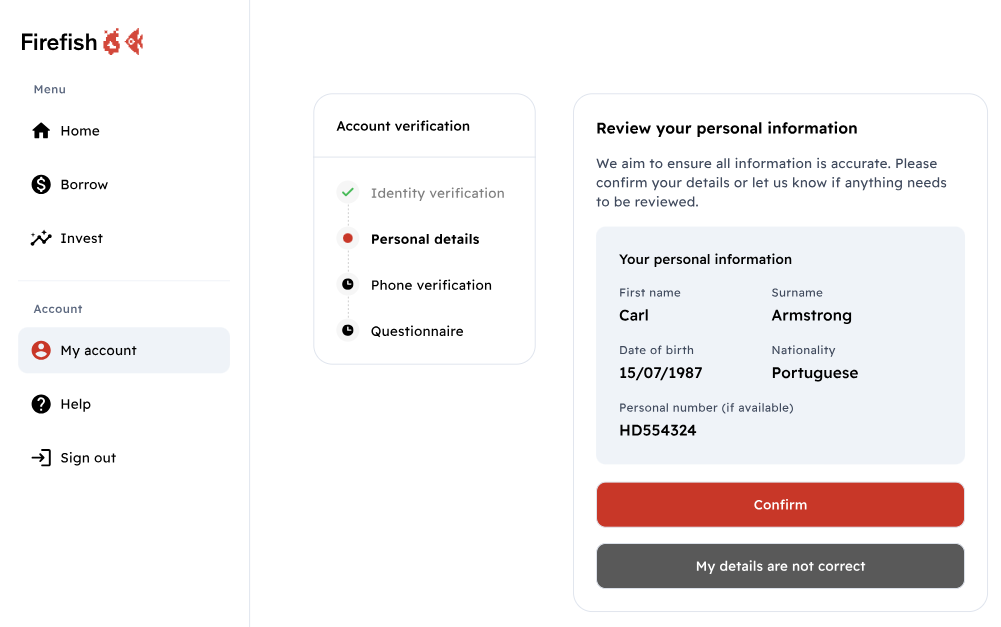 Firefish
Menu
Home
Borrow
Invest
Account
My account
Help
Sign out
Account verification
Identity verification
Personal details
Phone verification
Questionnaire
Review your personal information
We aim to ensure all information is accurate. Please
confirm your details or let us know if anything needs
to be reviewed.
Your personal information
First name
Carl
Surname
Armstrong
Date of birth
15/07/1987
Nationality
Portuguese
Personal number (if available)
HD554324
Confirm
My details are not correct